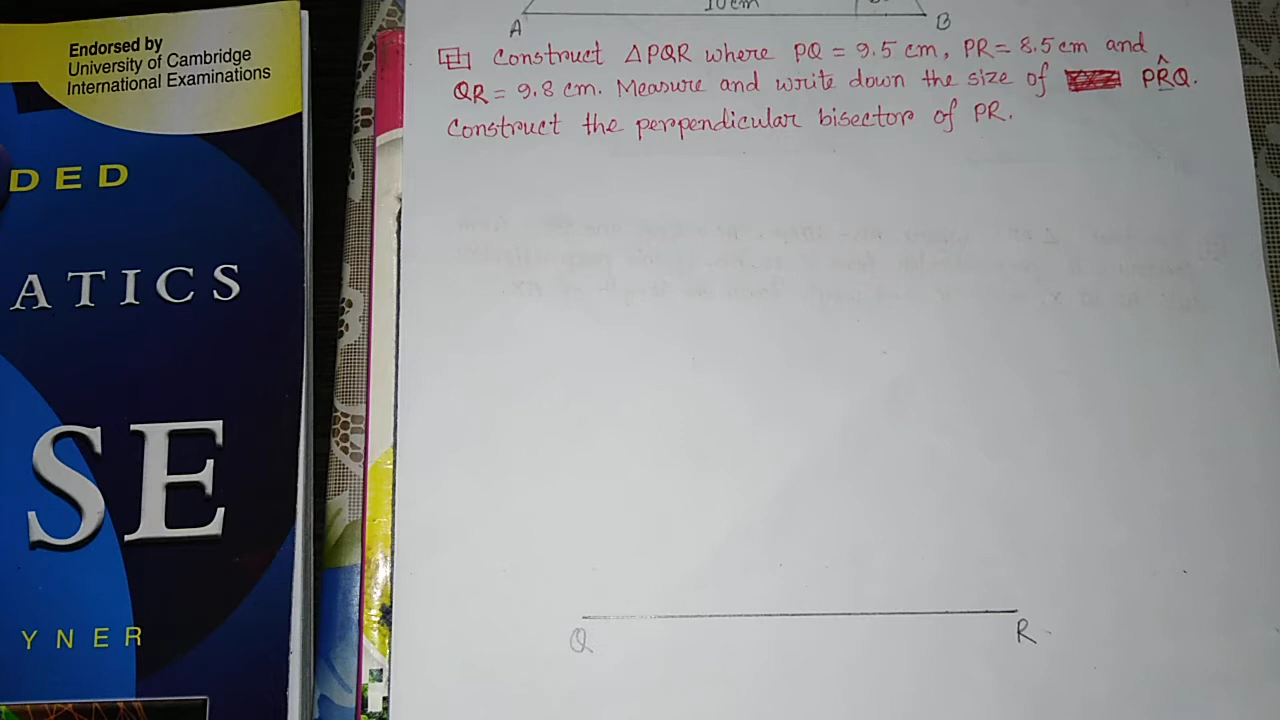 Endorsed by
University of Cambridge
International Examinations
DED
ATICS
SE
YNER
10 cm
A B
Construct ΔPQR where PQ = 9.5 cm, PR = 8.5 cm and
QR = 9.8 cm. Measure and write down the size of PR̂Q.
Construct the perpendicular bisector of PR.
Q R